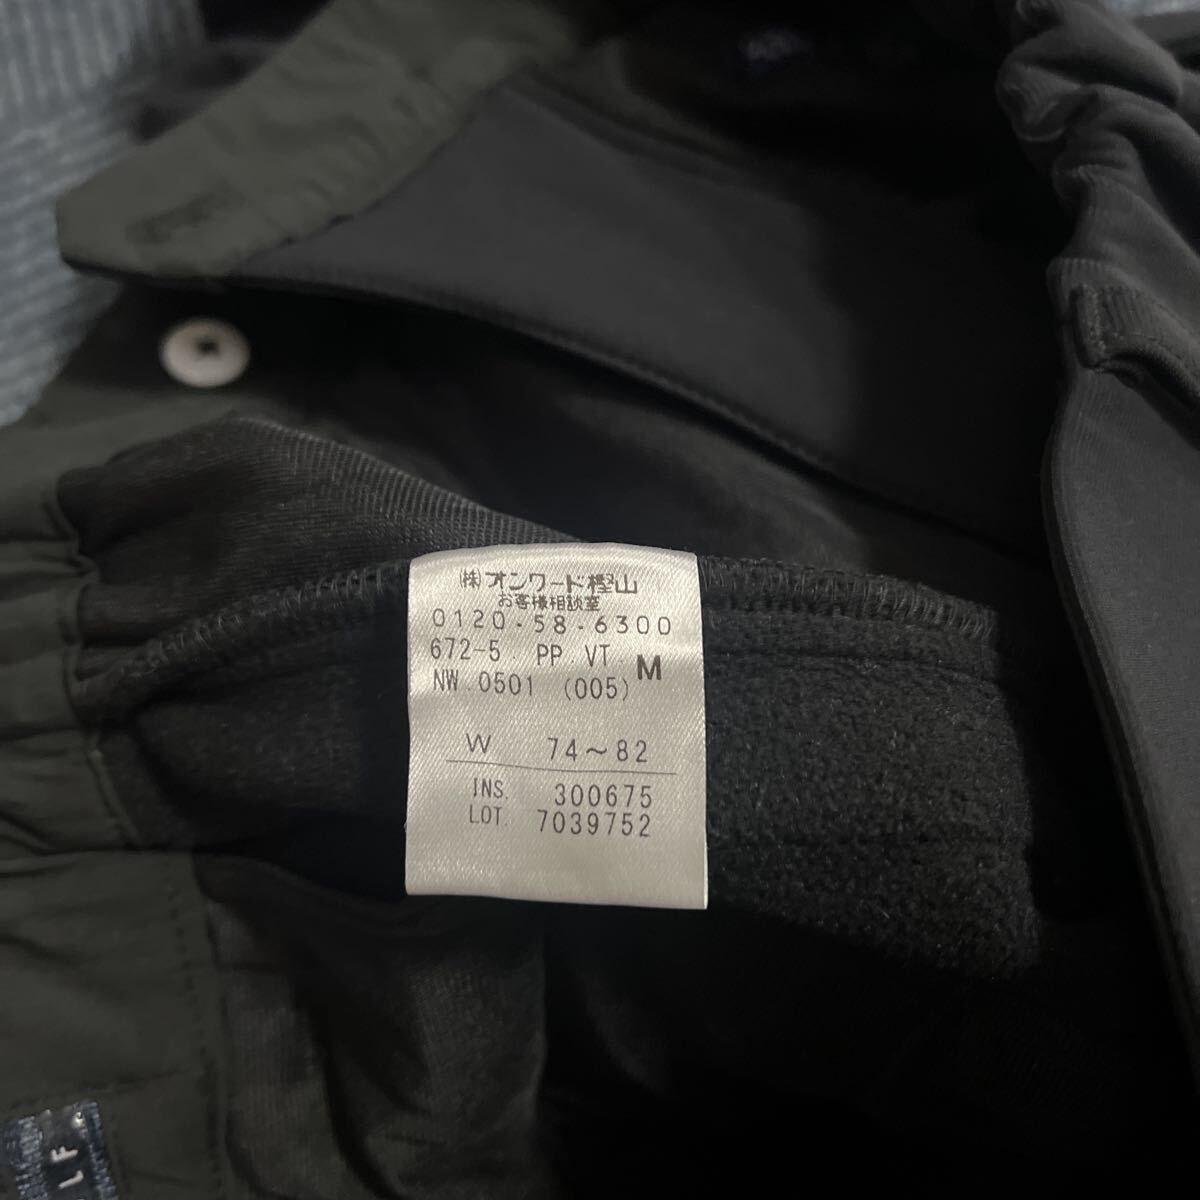 (株)オンワード樫山
お客様相談室
0120-58-6300
672-5 PP.VT. M
NW.0501 (005)
W 74～82
INS. 300675
LOT. 7039752
LF